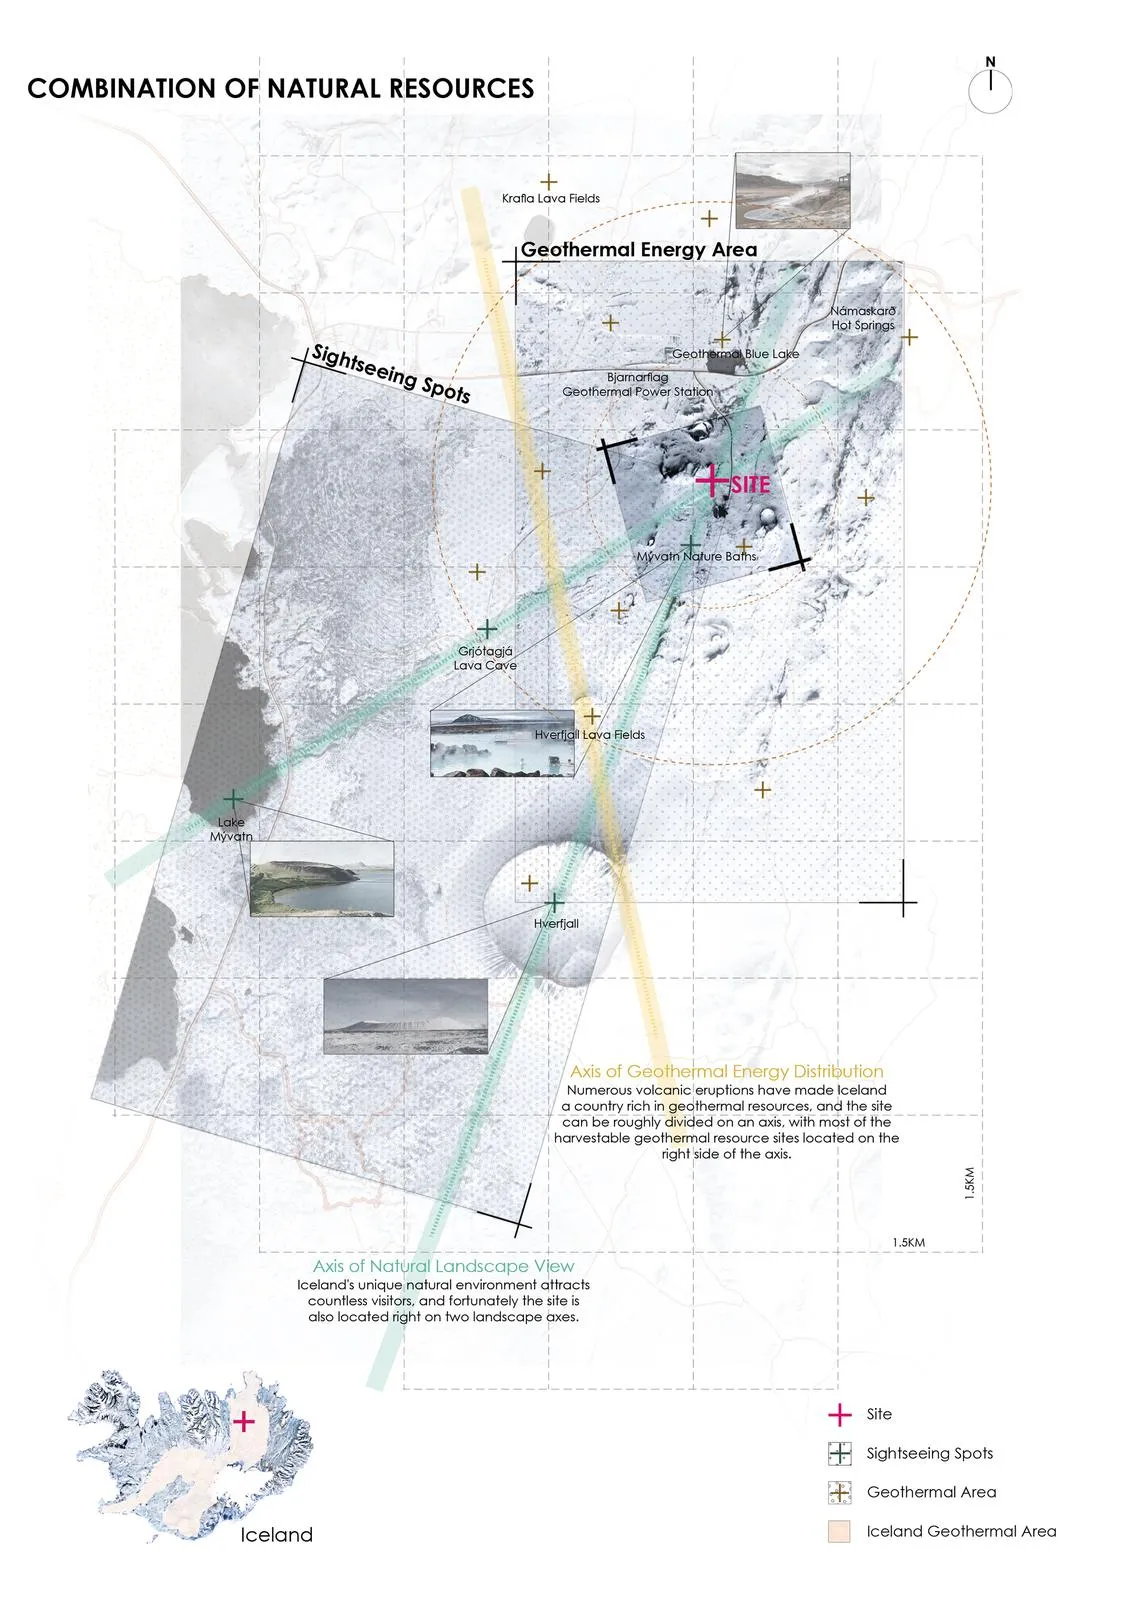 COMBINATION OF NATURAL RESOURCES
N
Krafla Lava Fields
Geothermal Energy Area
Námaskarð
Hot Springs
Geothermal Blue Lake
Sightseeing Spots
Bjarnarflag
Geothermal Power Station
SITE
Mývatn Nature Baths
Grjótagjá
Lava Cave
Hverfjall Lava Fields
Lake
Mývatn
Hverfjall
Axis of Geothermal Energy Distribution
Numerous volcanic eruptions have made Iceland
a country rich in geothermal resources, and the site
can be roughly divided on an axis, with most of the
harvestable geothermal resource sites located on the
right side of the axis.
1.5KM
1.5KM
Axis of Natural Landscape View
Iceland's unique natural environment attracts
countless visitors, and fortunately the site is
also located right on two landscape axes.
Iceland
Site
Sightseeing Spots
Geothermal Area
Iceland Geothermal Area